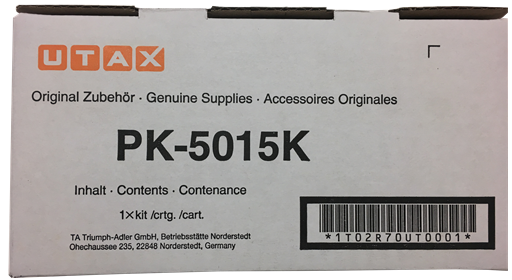 UTAX
Original Zubehör · Genuine Supplies · Accessoires Originales
PK-5015K
Inhalt · Contents · Contenance
1×kit /crtg. /cart.
TA Triumph-Adler GmbH, Betriebsstätte Norderstedt
Ohechaussee 235, 22848 Norderstedt, Germany
*1T02R70UT0001*